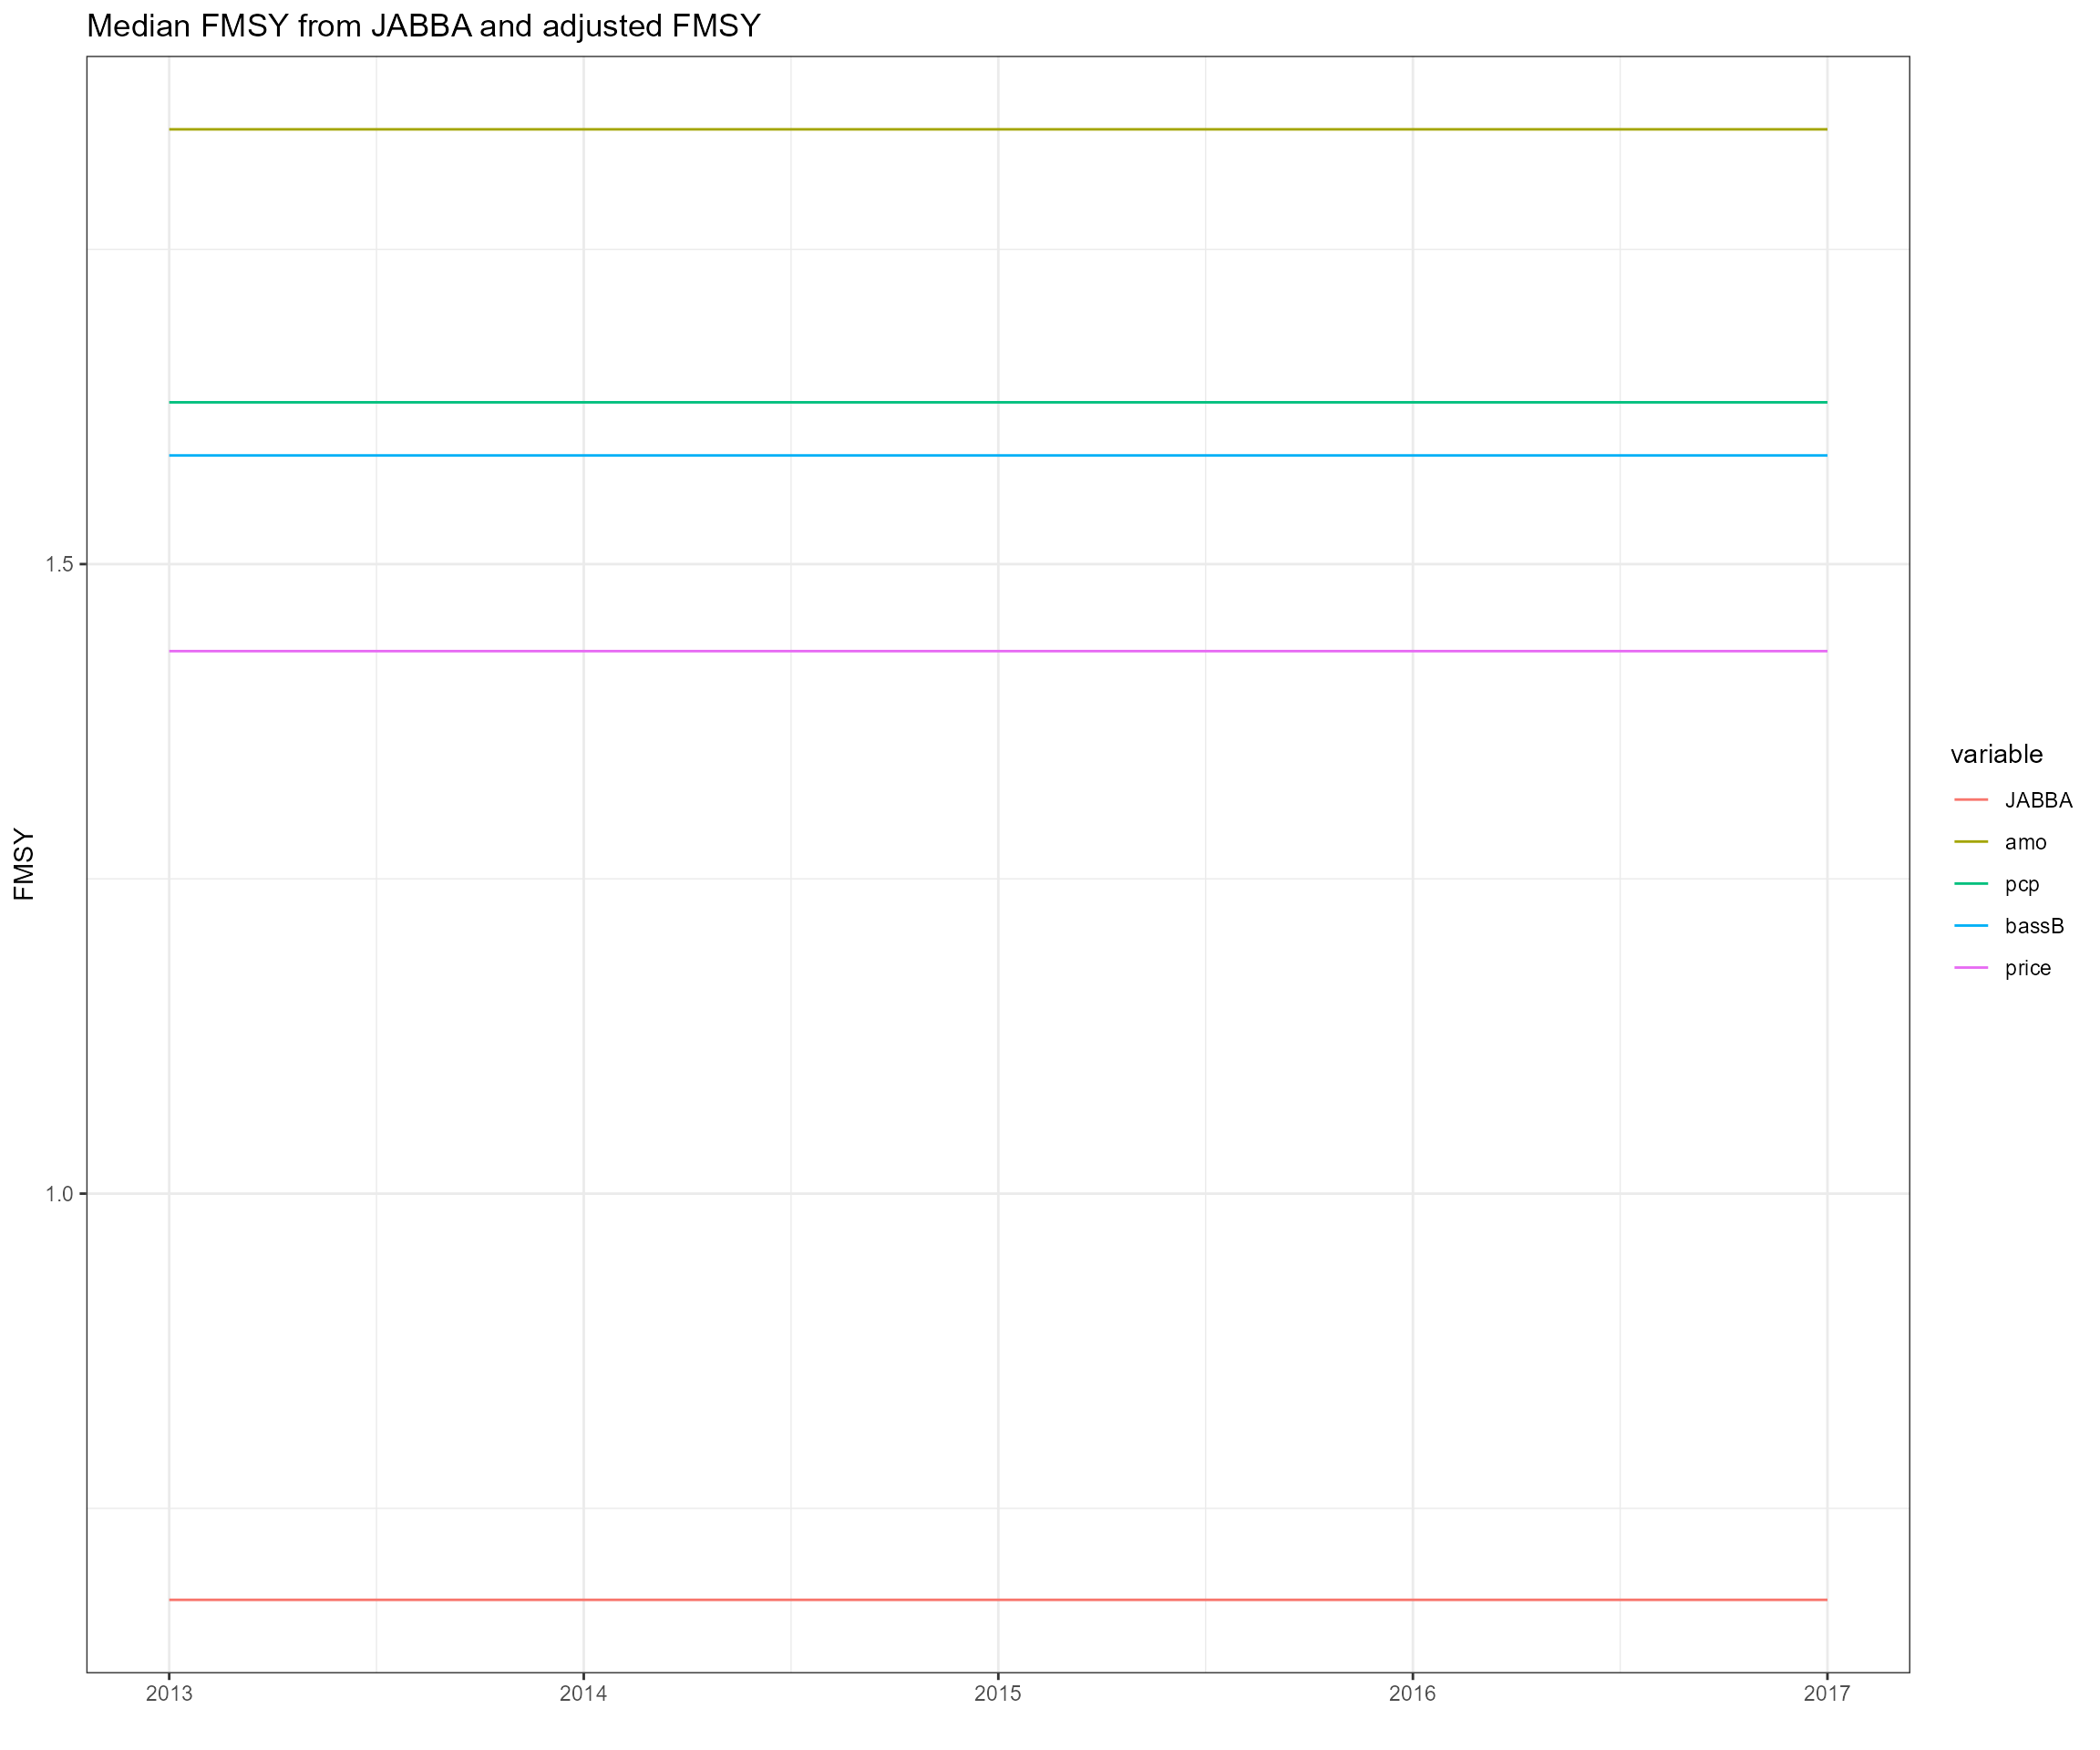 Median FMSY from JABBA and adjusted FMSY
1.5
1.0
FMSY
2013
2014
2015
2016
2017
variable
JABBA
amo
pcp
bassB
price